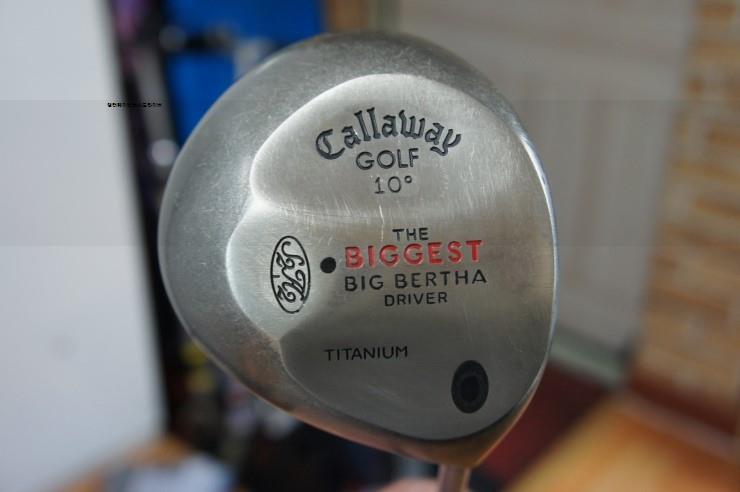 Callaway
GOLF
10°
THE
BIGGEST
BIG BERTHA
DRIVER
TITANIUM